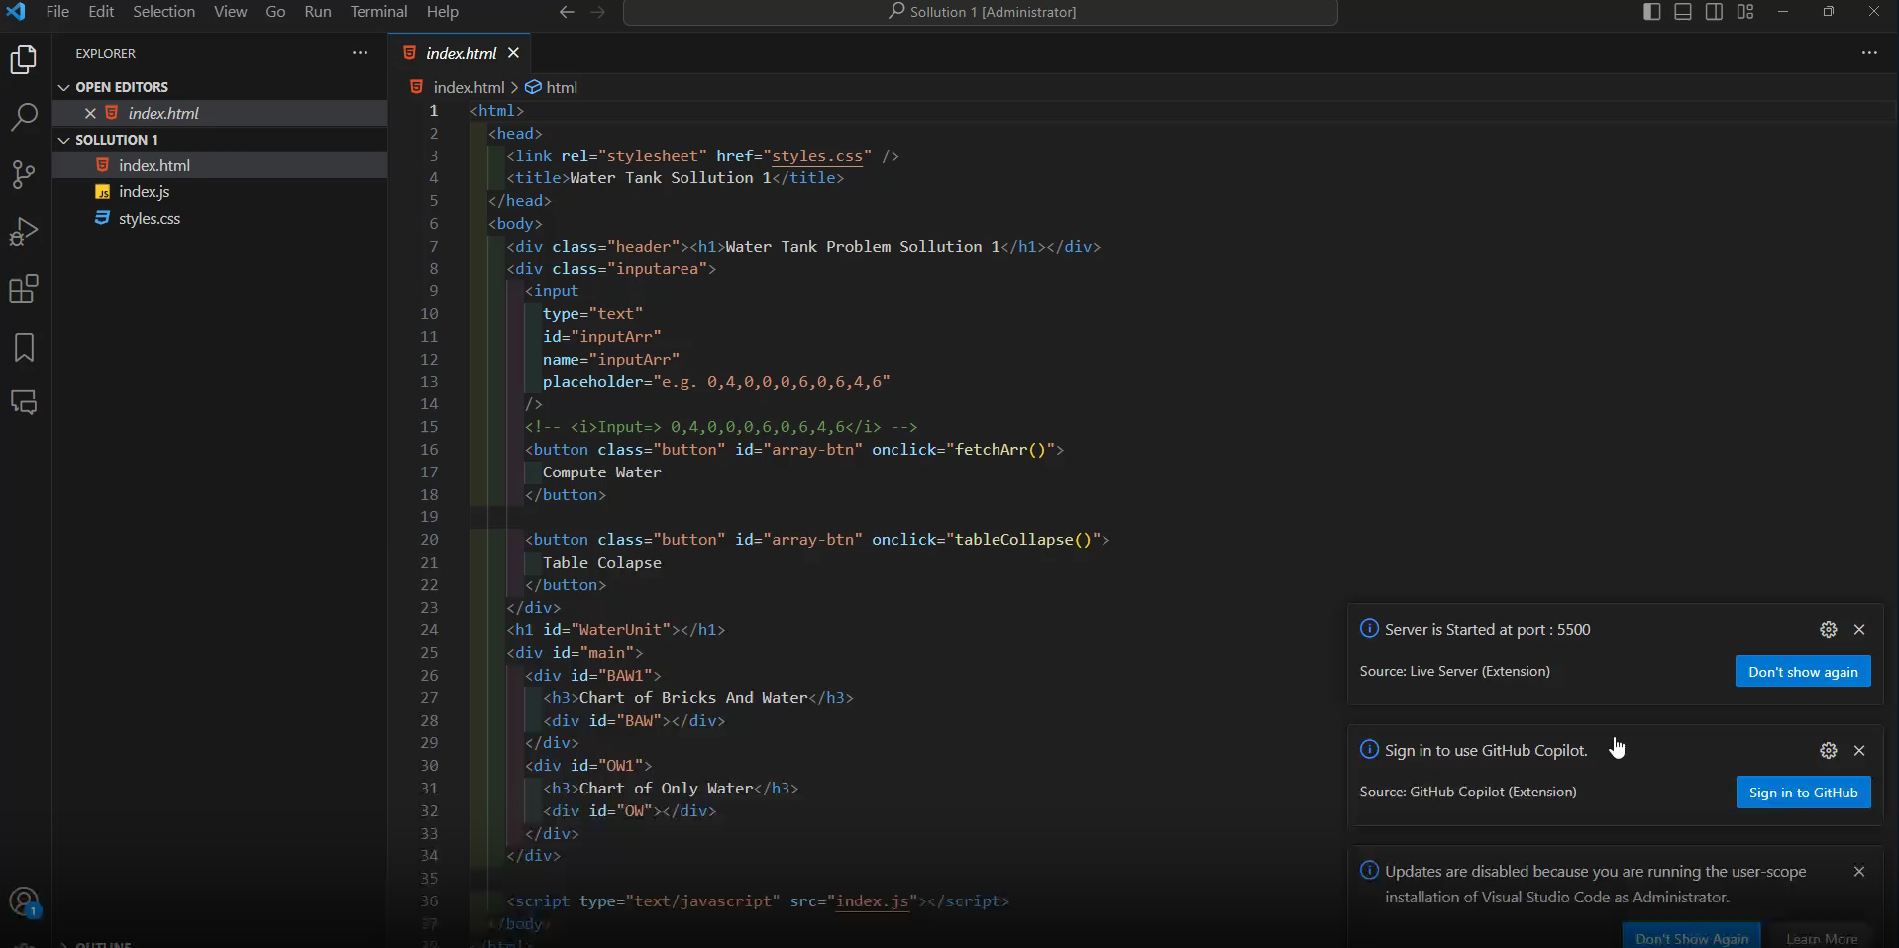 File Edit Selection View Go Run Terminal Help
Sollution 1 [Administrator]
EXPLORER
OPEN EDITORS
index.html
SOLLUTION 1
index.html
index.js
styles.css
index.html
index.html > html
1 <html>
2 <head>
3 <link rel="stylesheet" href="styles.css" />
4 <title>Water Tank Sollution 1</title>
5 </head>
6 <body>
7 <div class="header"><h1>Water Tank Problem Sollution 1</h1></div>
8 <div class="inputarea">
9 <input
10 type="text"
11 id="inputArr"
12 name="inputArr"
13 placeholder="e.g. 0,4,0,0,0,6,0,6,4,6"
14 />
15 <!-- <i>Input=> 0,4,0,0,0,6,0,6,4,6</i> -->
16 <button class="button" id="array-btn" onclick="fetchArr()">
17 Compute Water
18 </button>
19
20 <button class="button" id="array-btn" onclick="tableCollapse()">
21 Table Colapse
22 </button>
23 </div>
24 <h1 id="WaterUnit"></h1>
25 <div id="main">
26 <div id="BAW1">
27 <h3>Chart of Bricks And Water</h3>
28 <div id="BAW"></div>
29 </div>
30 <div id="OW1">
31 <h3>Chart of Only Water</h3>
32 <div id="OW"></div>
33 </div>
34 </div>
35
36 <script type="text/javascript" src="index.js"></script>
37 </body>
38 </html>
Server is Started at port : 5500
Source: Live Server (Extension)
Don't show again
Sign in to use GitHub Copilot.
Source: GitHub Copilot (Extension)
Sign in to GitHub
Updates are disabled because you are running the user-scope
installation of Visual Studio Code as Administrator.
Don't Show Again
Learn More
1
OUTLINE